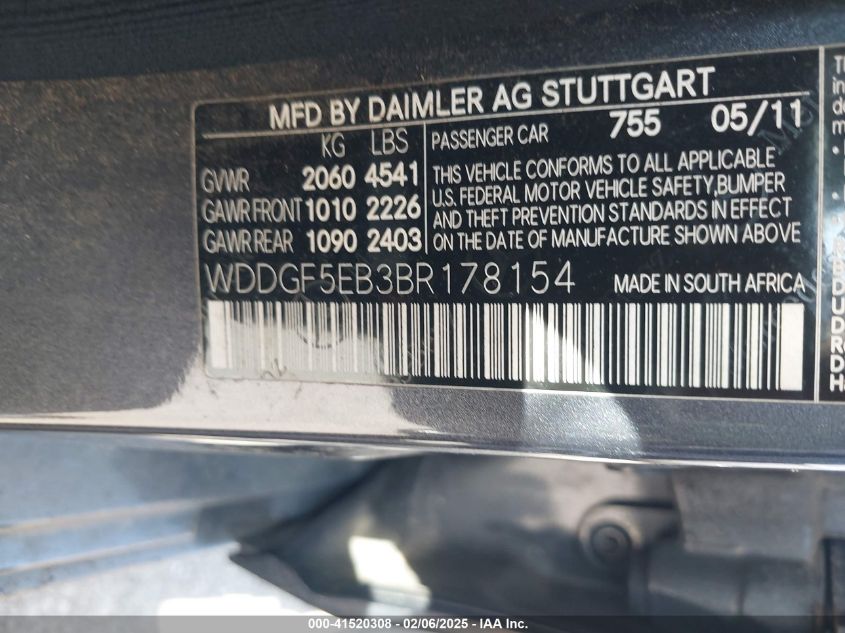 MFD BY DAIMLER AG STUTTGART
KG LBS
GVWR 2060 4541
GAWR FRONT 1010 2226
GAWR REAR 1090 2403
PASSENGER CAR 755 05/11
THIS VEHICLE CONFORMS TO ALL APPLICABLE
U.S. FEDERAL MOTOR VEHICLE SAFETY,BUMPER
AND THEFT PREVENTION STANDARDS IN EFFECT
ON THE DATE OF MANUFACTURE SHOWN ABOVE
WDDGF5EB3BR178154 MADE IN SOUTH AFRICA
000-41520308 - 02/06/2025 - IAAI.COM